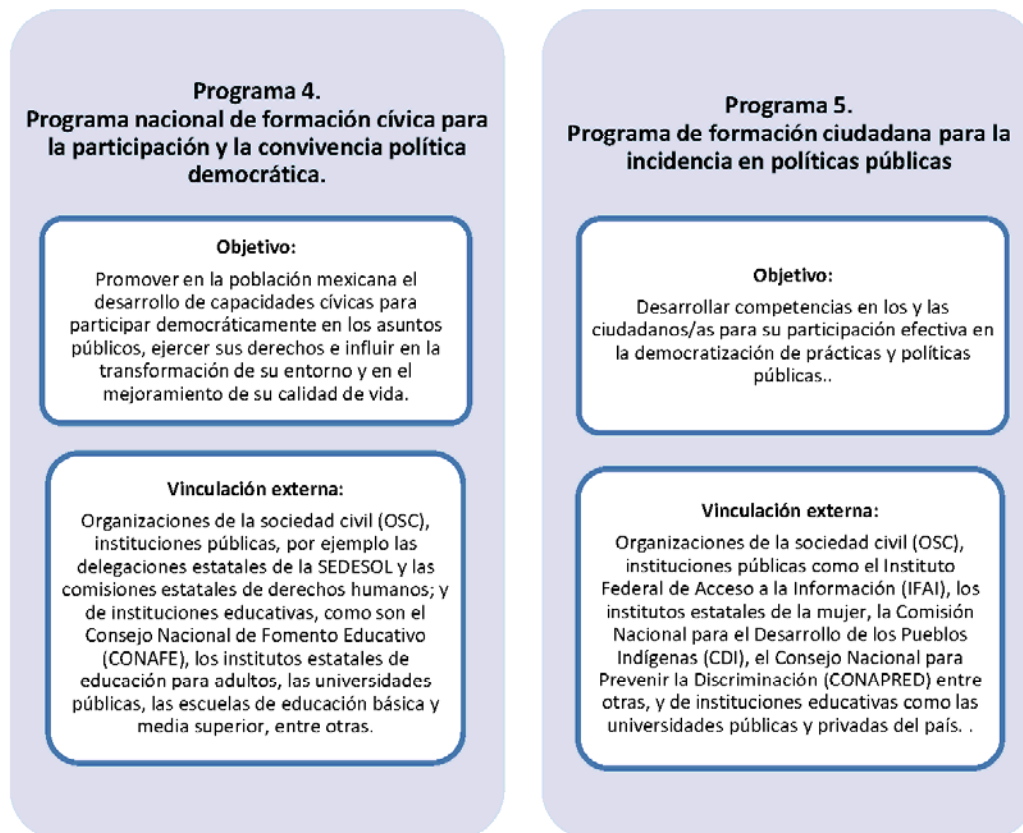 Programa 4.
Programa nacional de formación cívica para
la participación y la convivencia política
democrática.
Objetivo:
Promover en la población mexicana el
desarrollo de capacidades cívicas para
participar democráticamente en los asuntos
públicos, ejercer sus derechos e influir en la
transformación de su entorno y en el
mejoramiento de su calidad de vida.
Vinculación externa:
Organizaciones de la sociedad civil (OSC),
instituciones públicas, por ejemplo las
delegaciones estatales de la SEDESOL y las
comisiones estatales de derechos humanos; y
de instituciones educativas, como son el
Consejo Nacional de Fomento Educativo
(CONAFE), los institutos estatales de
educación para adultos, las universidades
públicas, las escuelas de educación básica y
media superior, entre otras.
Programa 5.
Programa de formación ciudadana para la
incidencia en políticas públicas
Objetivo:
Desarrollar competencias en los y las
ciudadanos/as para su participación efectiva en
la democratización de prácticas y políticas
públicas..
Vinculación externa:
Organizaciones de la sociedad civil (OSC),
instituciones públicas como el Instituto
Federal de Acceso a la Información (IFAI), los
institutos estatales de la mujer, la Comisión
Nacional para el Desarrollo de los Pueblos
Indígenas (CDI), el Consejo Nacional para
Prevenir la Discriminación (CONAPRED) entre
otras, y de instituciones educativas como las
universidades públicas y privadas del país. .